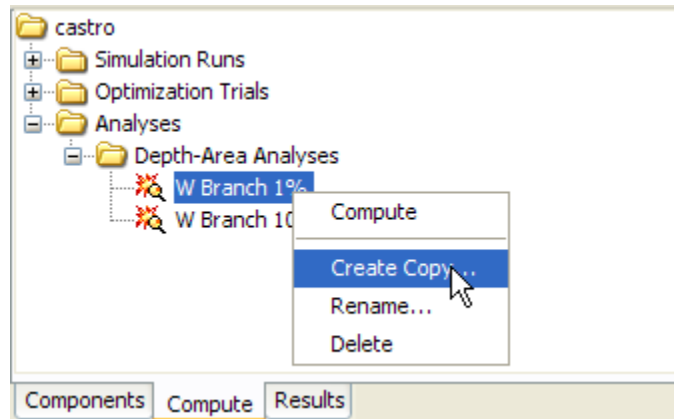 castro
Simulation Runs
Optimization Trials
Analyses
Depth-Area Analyses
W Branch 1%
W Branch 10
Compute
Create Copy...
Rename...
Delete
Components Compute Results